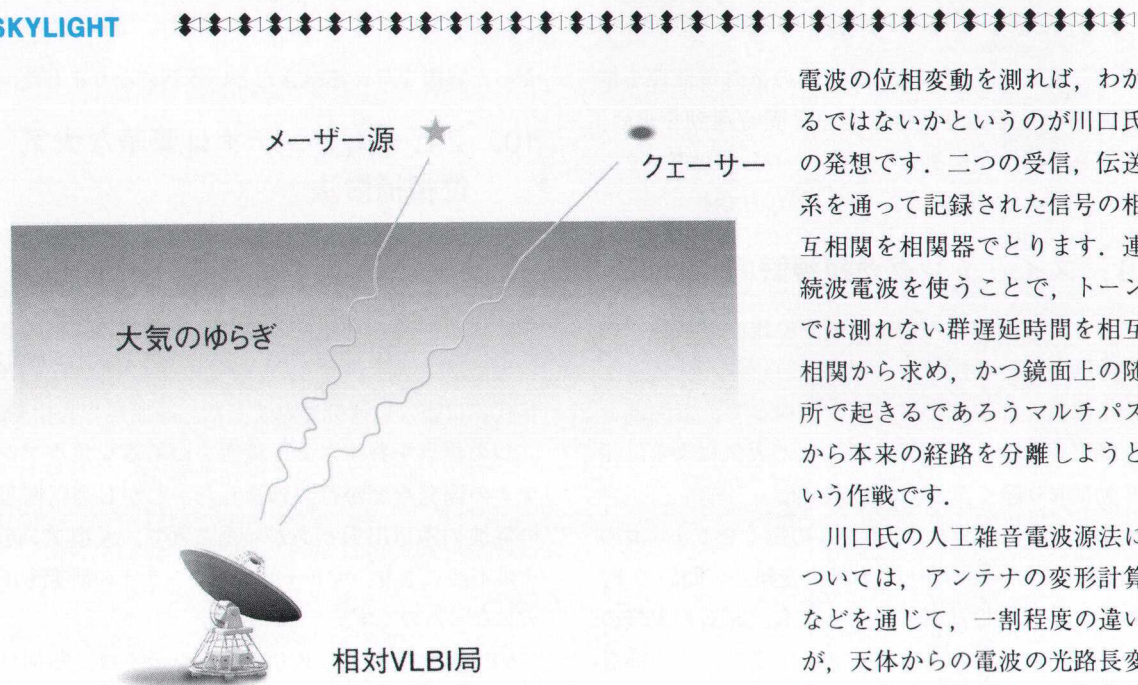 SKYLIGHT
メーザー源
クェーサー
大気のゆらぎ
相対VLBI局
電波の位相変動を測れば，わか
るではないかというのが川口氏
の発想です．二つの受信，伝送
系を通って記録された信号の相
互相関を相関器でとります．連
続波電波を使うことで，トーン
では測れない群遅延時間を相互
相関から求め，かつ鏡面上の随
所で起きるであろうマルチパス
から本来の経路を分離しようと
いう作戦です．
川口氏の人工雑音電波源法に
ついては，アンテナの変形計算
などを通じて，一割程度の違い
が，天体からの電波の光路長変